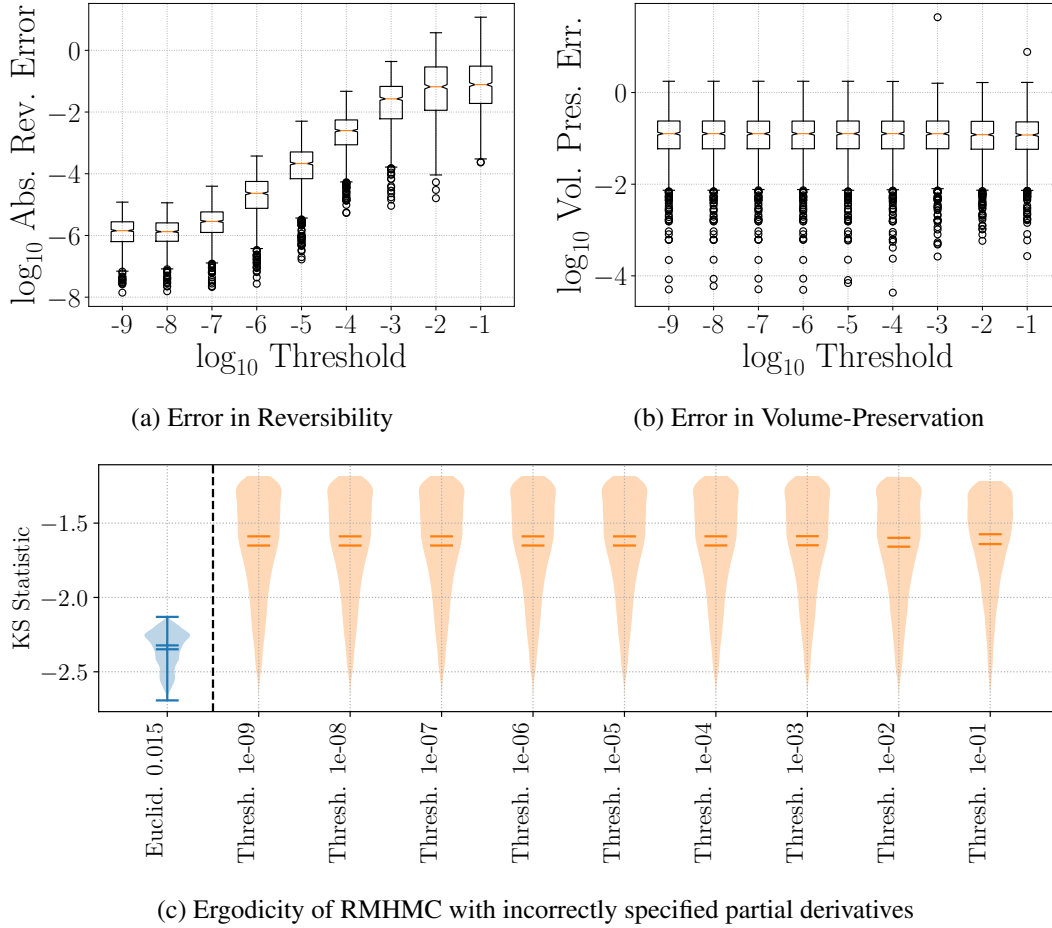 log₁₀ Abs. Rev. Error
0
−2
−4
−6
−8
-9 -8 -7 -6 -5 -4 -3 -2 -1
log₁₀ Threshold
(a) Error in Reversibility
log₁₀ Vol. Pres. Err.
0
−2
−4
-9 -8 -7 -6 -5 -4 -3 -2 -1
log₁₀ Threshold
(b) Error in Volume-Preservation
KS Statistic
−1.5
−2.0
−2.5
Euclid. 0.015
Thresh. 1e-09
Thresh. 1e-08
Thresh. 1e-07
Thresh. 1e-06
Thresh. 1e-05
Thresh. 1e-04
Thresh. 1e-03
Thresh. 1e-02
Thresh. 1e-01
(c) Ergodicity of RMHMC with incorrectly specified partial derivatives